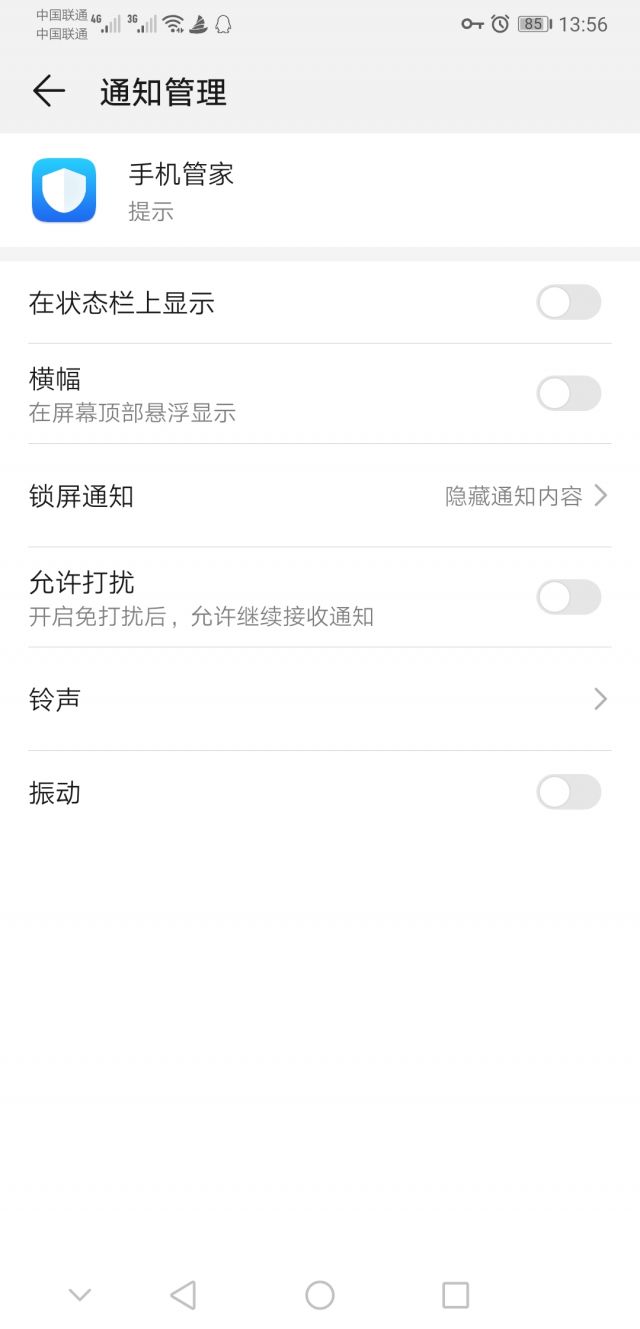 中国联通 4G 3G 85 13:56
中国联通
通知管理
手机管家
提示
在状态栏上显示
横幅
在屏幕顶部悬浮显示
锁屏通知 隐藏通知内容
允许打扰
开启免打扰后，允许继续接收通知
铃声
振动